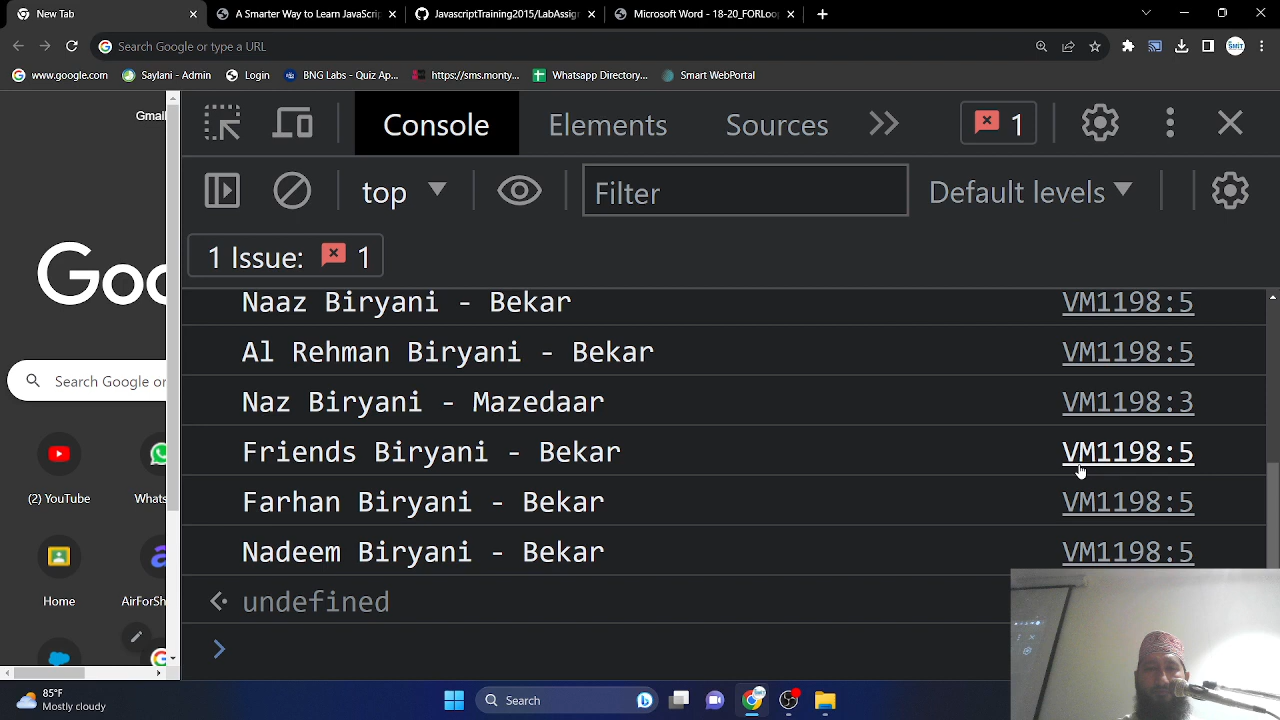 New Tab
A Smarter Way to Learn JavaScrip
JavascriptTraining2015/LabAssig
Microsoft Word - 18-20_FORLoo
Search Google or type a URL
www.google.com
Saylani - Admin
Login
BNG Labs - Quiz Ap...
https://sms.monty...
Whatsapp Directory...
Smart WebPortal
Gmai
Console
Elements
Sources
1
top
Filter
Default levels
1 Issue: 1
Goo
Naaz Biryani - Bekar VM1198:5
Al Rehman Biryani - Bekar VM1198:5
Naz Biryani - Mazedaar VM1198:3
Friends Biryani - Bekar VM1198:5
Farhan Biryani - Bekar VM1198:5
Nadeem Biryani - Bekar VM1198:5
undefined
Search Google or
(2) YouTube
Whats
Home
AirForSh
85°F
Mostly cloudy
Search